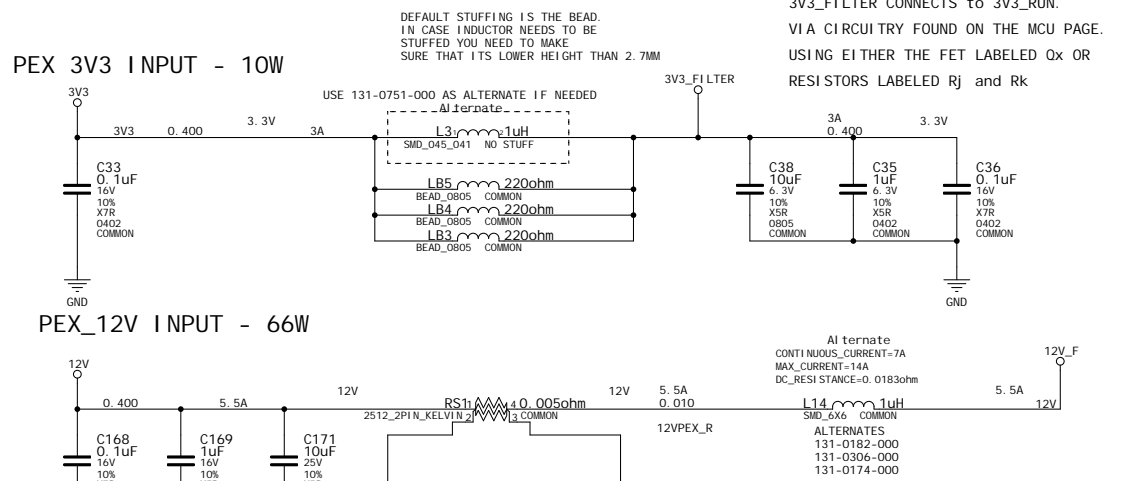 3V3_FILTER CONNECTS to 3V3_RUN.
VIA CIRCUITRY FOUND ON THE MCU PAGE.
USING EITHER THE FET LABELED Qx OR
RESISTORS LABELED Rj and Rk
DEFAULT STUFFING IS THE BEAD.
IN CASE INDUCTOR NEEDS TO BE
STUFFED YOU NEED TO MAKE
SURE THAT ITS LOWER HEIGHT THAN 2.7MM
PEX 3V3 INPUT - 10W
3V3
USE 131-0751-000 AS ALTERNATE IF NEEDED
Alternate
3V3_FILTER
3V3 0.400 3.3V 3A
L3 1 2 1uH
SMD_045_041 NO STUFF
3A
0.400
3.3V
C33
0.1uF
16V
10%
X7R
0402
COMMON
LB5 220ohm
BEAD_0805 COMMON
LB4 220ohm
BEAD_0805 COMMON
LB3 220ohm
BEAD_0805 COMMON
C38
10uF
6.3V
10%
X5R
0805
COMMON
C35
1uF
6.3V
10%
X5R
0402
COMMON
C36
0.1uF
16V
10%
X7R
0402
COMMON
GND
GND
PEX_12V INPUT - 66W
12V
Alternate
CONTINUOUS_CURRENT=7A
MAX_CURRENT=14A
DC_RESISTANCE=0.0183ohm
12V_F
0.400 5.5A 12V
RS1 1 4 0.005ohm
2512_2PIN_KELVIN 2 3 COMMON
12V 5.5A
0.010
12VPEX_R
L14 1uH
SMD_6X6 COMMON
ALTERNATES
131-0182-000
131-0306-000
131-0174-000
5.5A
12V
C168
0.1uF
16V
10%
C169
1uF
16V
10%
C171
10uF
25V
10%